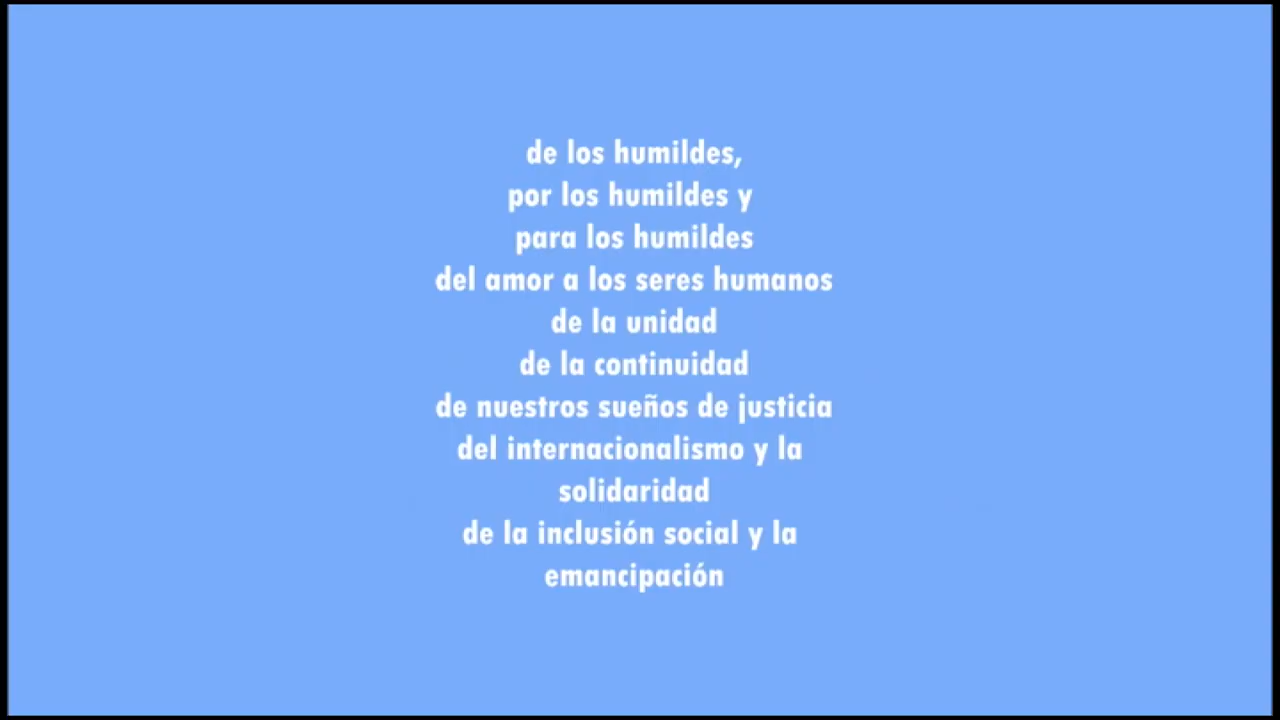 de los humildes,
por los humildes y
para los humildes
del amor a los seres humanos
de la unidad
de la continuidad
de nuestros sueños de justicia
del internacionalismo y la
solidaridad
de la inclusión social y la
emancipación